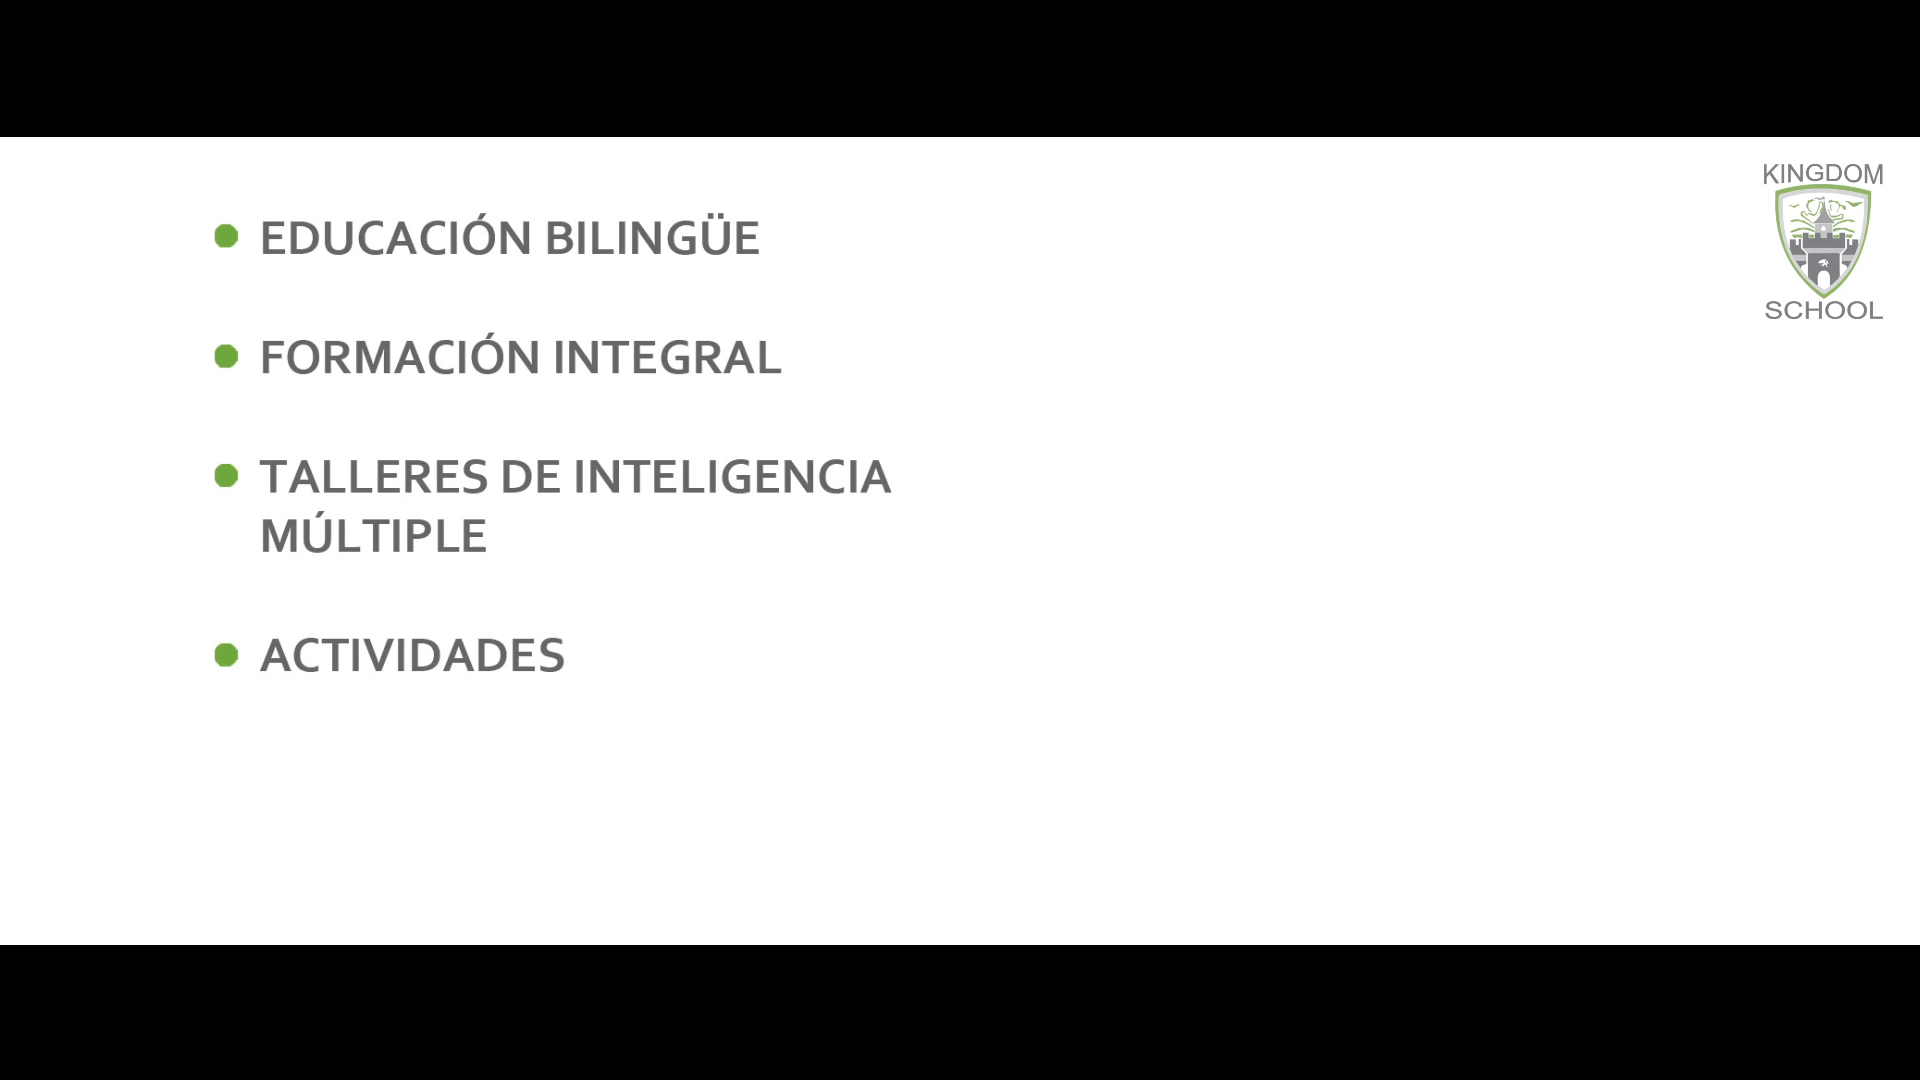 KINGDOM
SCHOOL
EDUCACIÓN BILINGÜE
FORMACIÓN INTEGRAL
TALLERES DE INTELIGENCIA
MÚLTIPLE
ACTIVIDADES